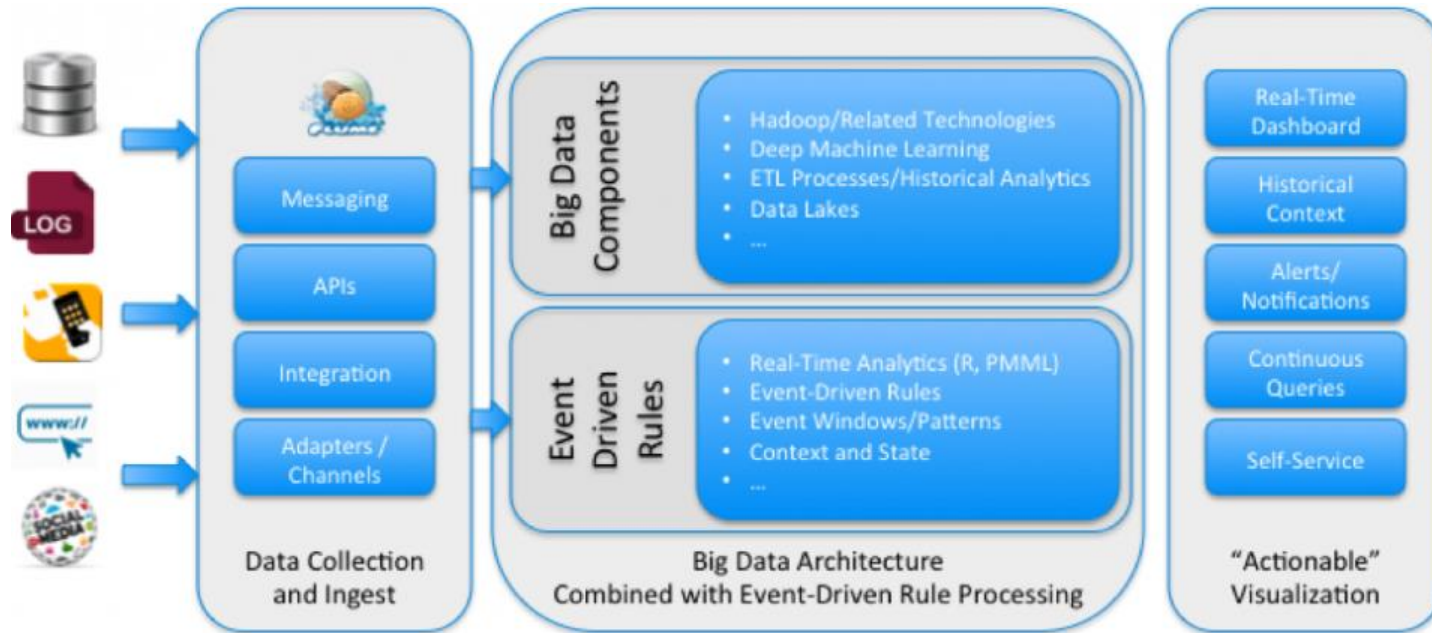 LOG
www://
SOCIAL
MEDIA
flume
Messaging
APIs
Integration
Adapters /
Channels
Data Collection
and Ingest
Big Data
Components
• Hadoop/Related Technologies
• Deep Machine Learning
• ETL Processes/Historical Analytics
• Data Lakes
• ...
Event
Driven
Rules
• Real-Time Analytics (R, PMML)
• Event-Driven Rules
• Event Windows/Patterns
• Context and State
• ...
Big Data Architecture
Combined with Event-Driven Rule Processing
Real-Time
Dashboard
Historical
Context
Alerts/
Notifications
Continuous
Queries
Self-Service
“Actionable”
Visualization